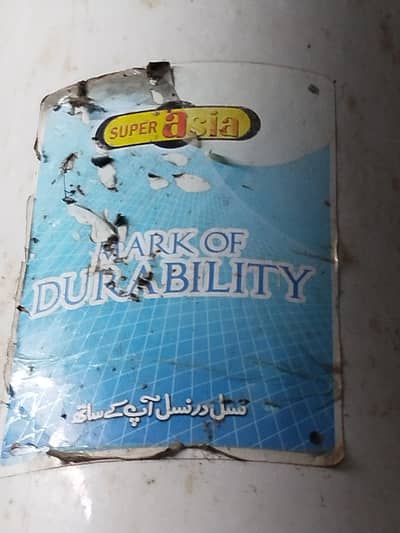 SUPER asia
MARK OF
DURABILITY
نسل در نسل آپ کے ساتھ